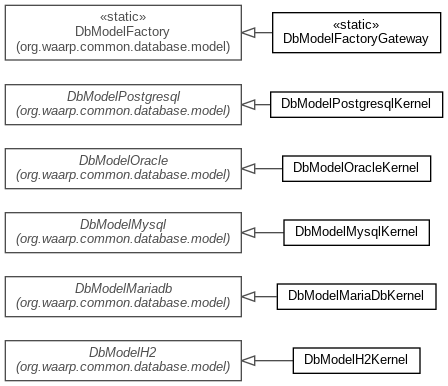 «static»
DbModelFactory
(org.waarp.common.database.model)
«static»
DbModelFactoryGateway
DbModelPostgresql
(org.waarp.common.database.model)
DbModelPostgresqlKernel
DbModelOracle
(org.waarp.common.database.model)
DbModelOracleKernel
DbModelMysql
(org.waarp.common.database.model)
DbModelMysqlKernel
DbModelMariadb
(org.waarp.common.database.model)
DbModelMariaDbKernel
DbModelH2
(org.waarp.common.database.model)
DbModelH2Kernel